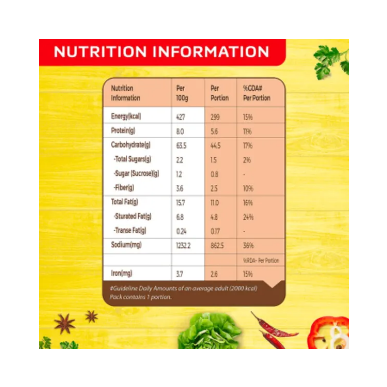 NUTRITION INFORMATION
Nutrition Information Per 100g Per Portion %GDA# Per Portion
Energy(kcal) 427 299 15%
Protein(g) 8.0 5.6 11%
Carbohydrate(g) 63.5 44.5 17%
-Total Sugars(g) 2.2 1.5 2%
-Sugar (Sucrose)(g) 1.2 0.8 -
-Fiber(g) 3.6 2.5 10%
Total Fat(g) 15.7 11.0 16%
-Sturated Fat(g) 6.8 4.8 24%
-Transe Fat(g) 0.24 0.17 -
Sodium(mg) 1232.2 862.5 36%
%RDA- Per Portion
Iron(mg) 3.7 2.6 15%
#Guideline Daily Amounts of an average adult (2000 kcal)
Pack contains 1 portion.